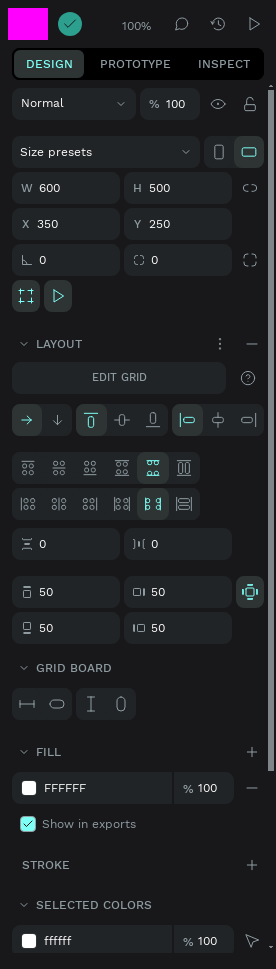 100%
DESIGN PROTOTYPE INSPECT
Normal % 100
Size presets
W 600 H 500
X 350 Y 250
0 0
LAYOUT
EDIT GRID ?
0 0
50 50
50 50
GRID BOARD
FILL
FFFFFF % 100
Show in exports
STROKE
SELECTED COLORS
ffffff % 100